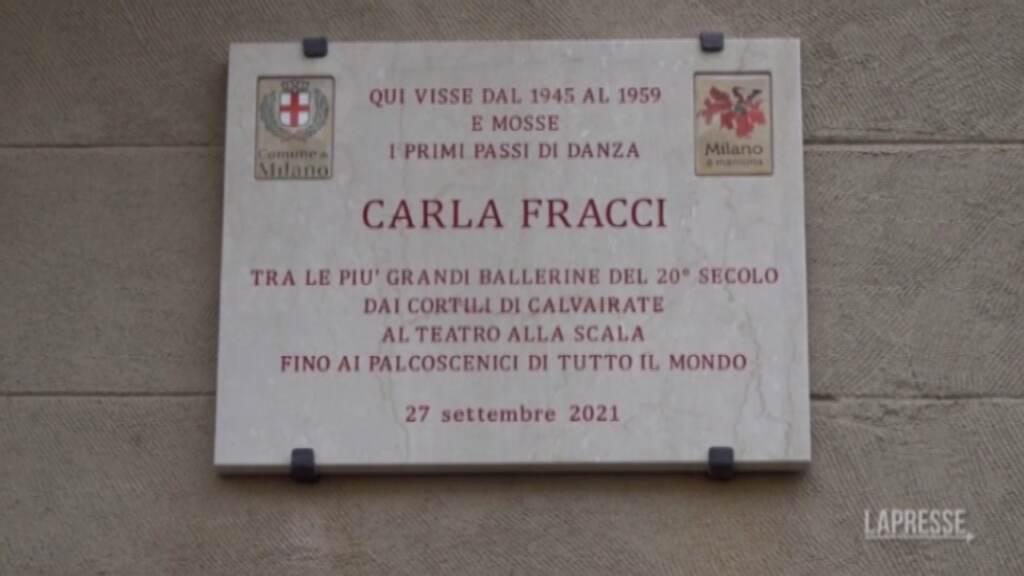 QUI VISSE DAL 1945 AL 1959
E MOSSE
I PRIMI PASSI DI DANZA
Comune di
Milano
Milano
è memoria
CARLA FRACCI
TRA LE PIU' GRANDI BALLERINE DEL 20° SECOLO
DAI CORTILI DI CALVAIRATE
AL TEATRO ALLA SCALA
FINO AI PALCOSCENICI DI TUTTO IL MONDO
27 settembre 2021
LAPRESSE